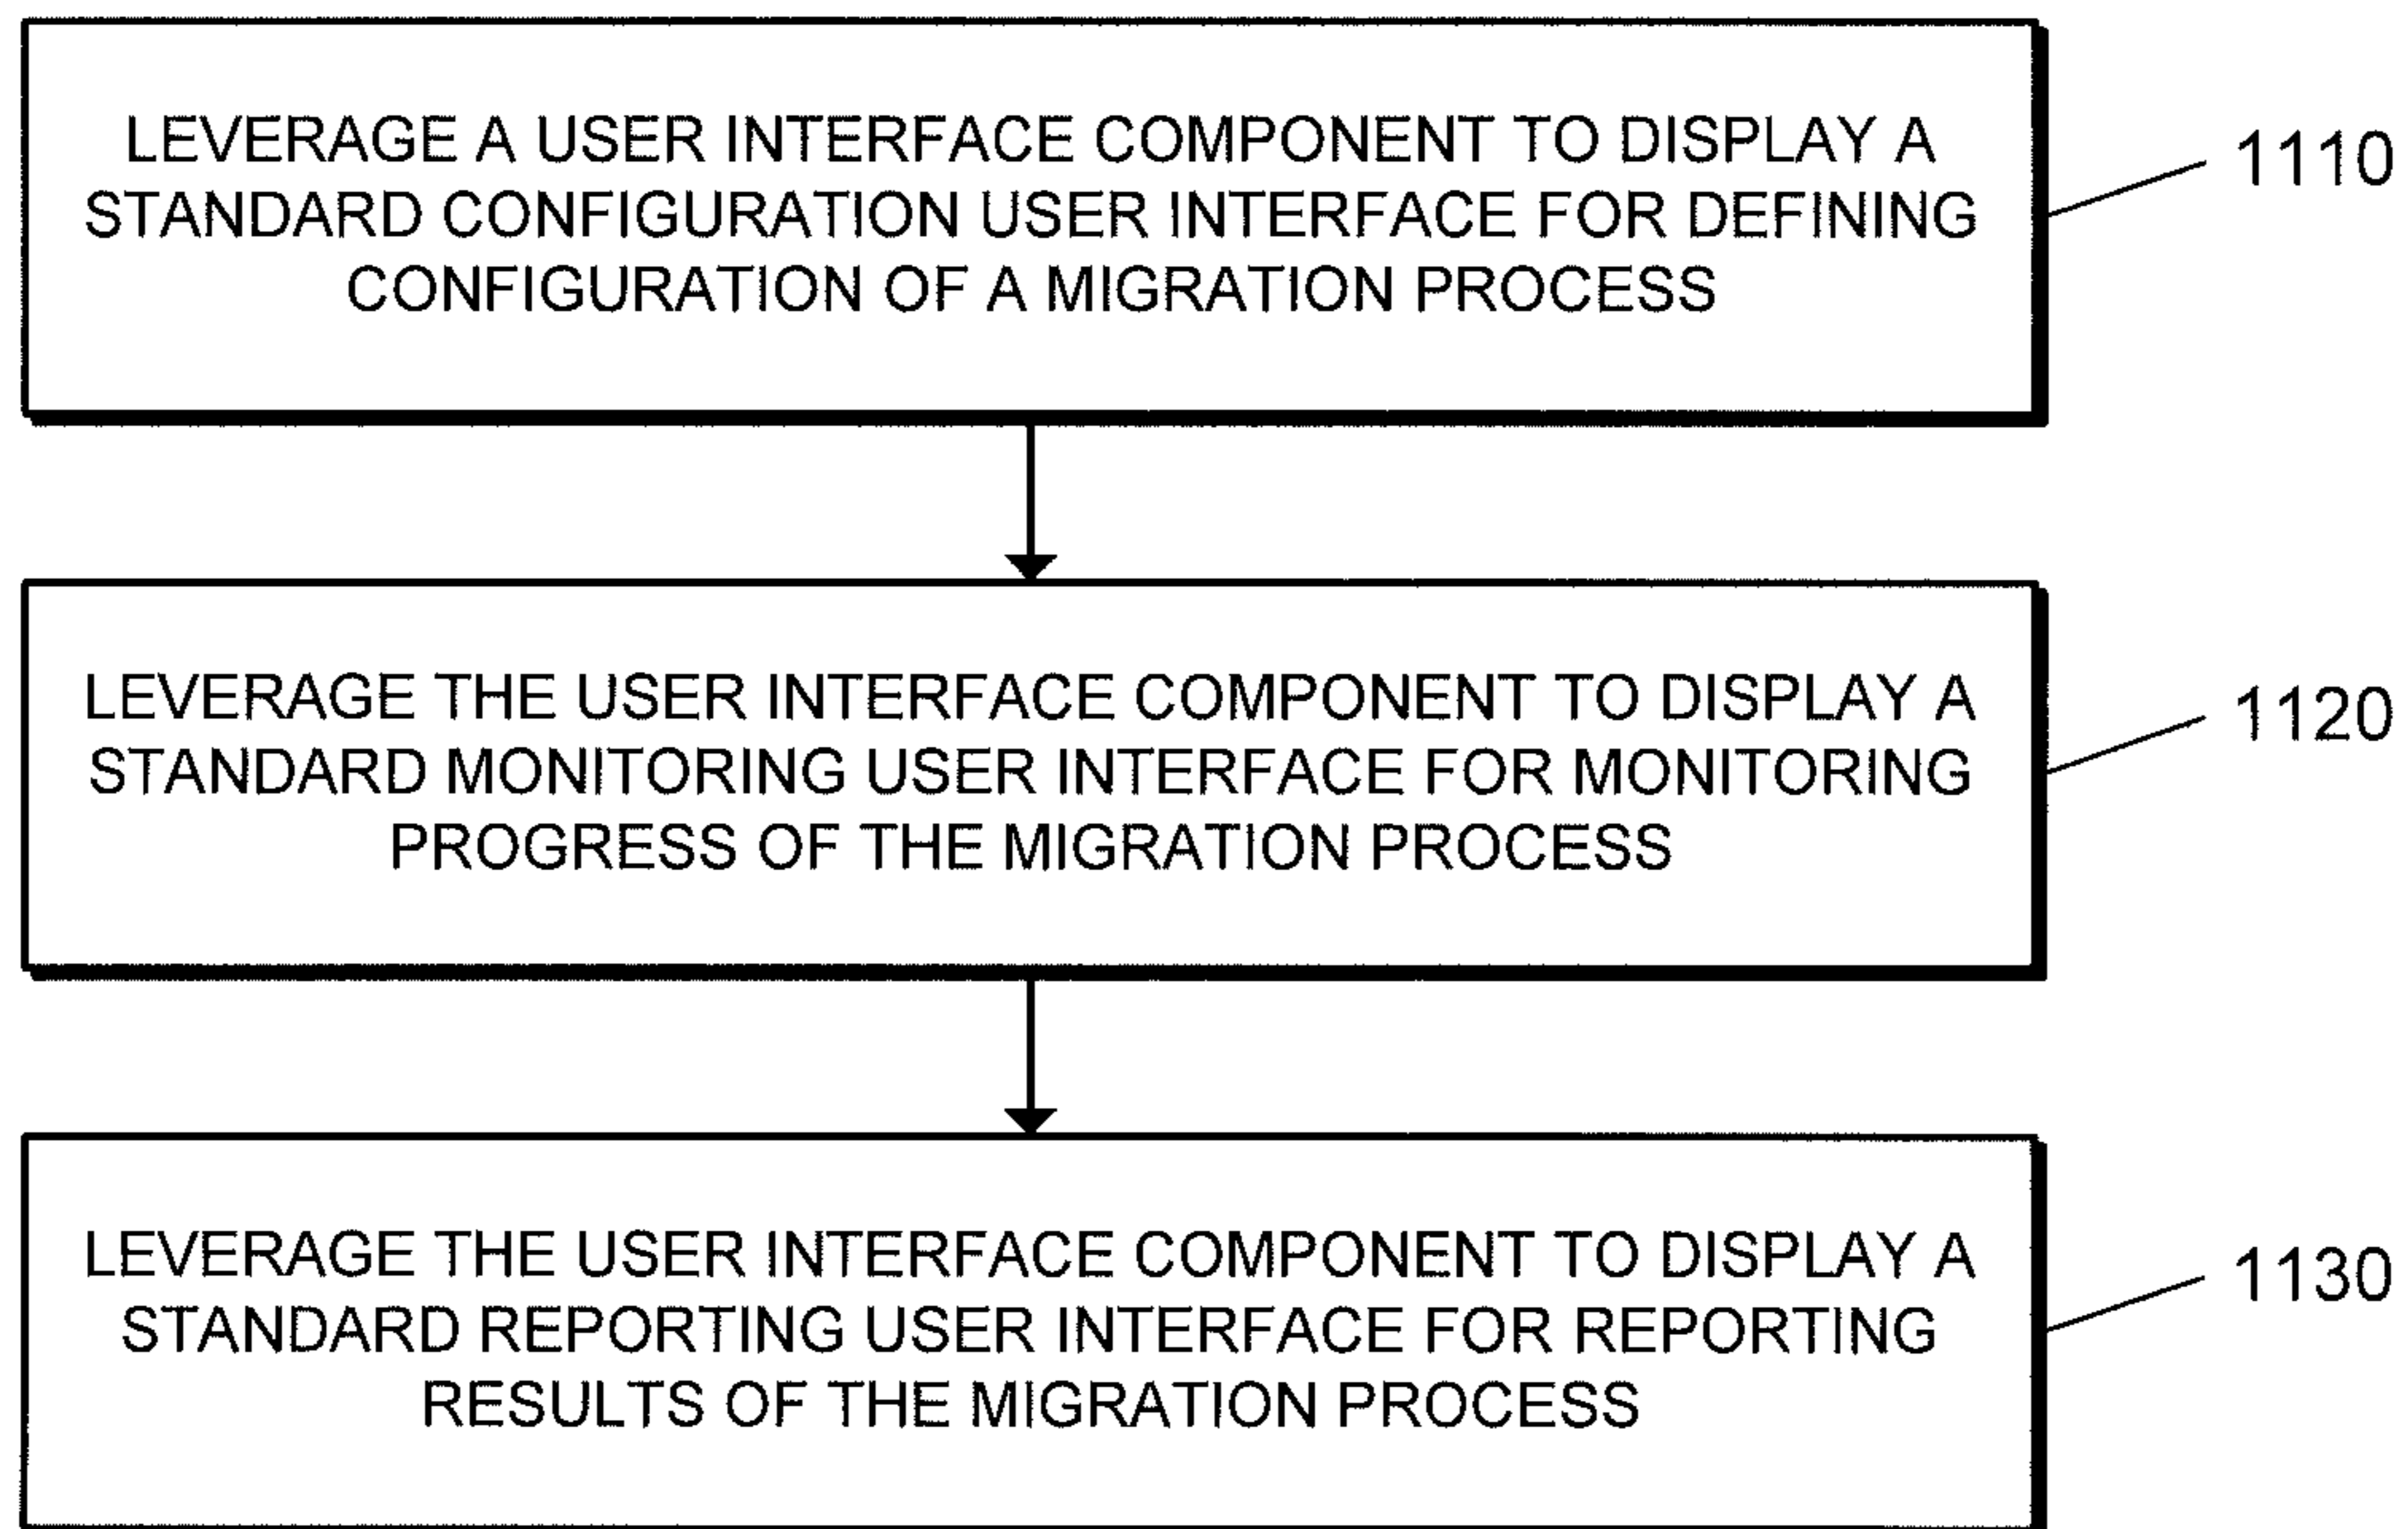 LEVERAGE A USER INTERFACE COMPONENT TO DISPLAY A
STANDARD CONFIGURATION USER INTERFACE FOR DEFINING
CONFIGURATION OF A MIGRATION PROCESS
1110
LEVERAGE THE USER INTERFACE COMPONENT TO DISPLAY A
STANDARD MONITORING USER INTERFACE FOR MONITORING
PROGRESS OF THE MIGRATION PROCESS
1120
LEVERAGE THE USER INTERFACE COMPONENT TO DISPLAY A
STANDARD REPORTING USER INTERFACE FOR REPORTING
RESULTS OF THE MIGRATION PROCESS
1130